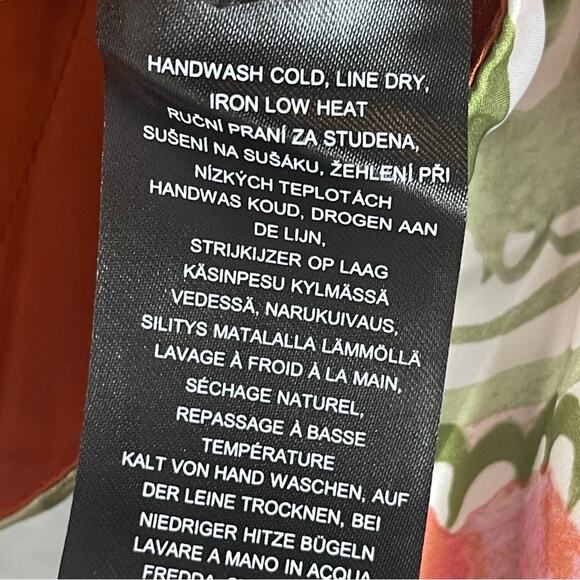 HANDWASH COLD, LINE DRY,
IRON LOW HEAT
RUČNÍ PRANÍ ZA STUDENA,
SUŠENÍ NA SUŠÁKU, ŽEHLENÍ PŘI
NÍZKÝCH TEPLOTÁCH
HANDWAS KOUD, DROGEN AAN
DE LIJN,
STRIJKIJZER OP LAAG
KÄSINPESU KYLMÄSSÄ
VEDESSÄ, NARUKUIVAUS,
SILITYS MATALALLA LÄMMÖLLÄ
LAVAGE À FROID À LA MAIN,
SÉCHAGE NATUREL,
REPASSAGE À BASSE
TEMPÉRATURE
KALT VON HAND WASCHEN, AUF
DER LEINE TROCKNEN, BEI
NIEDRIGER HITZE BÜGELN
LAVARE A MANO IN ACQUA
FREDDA